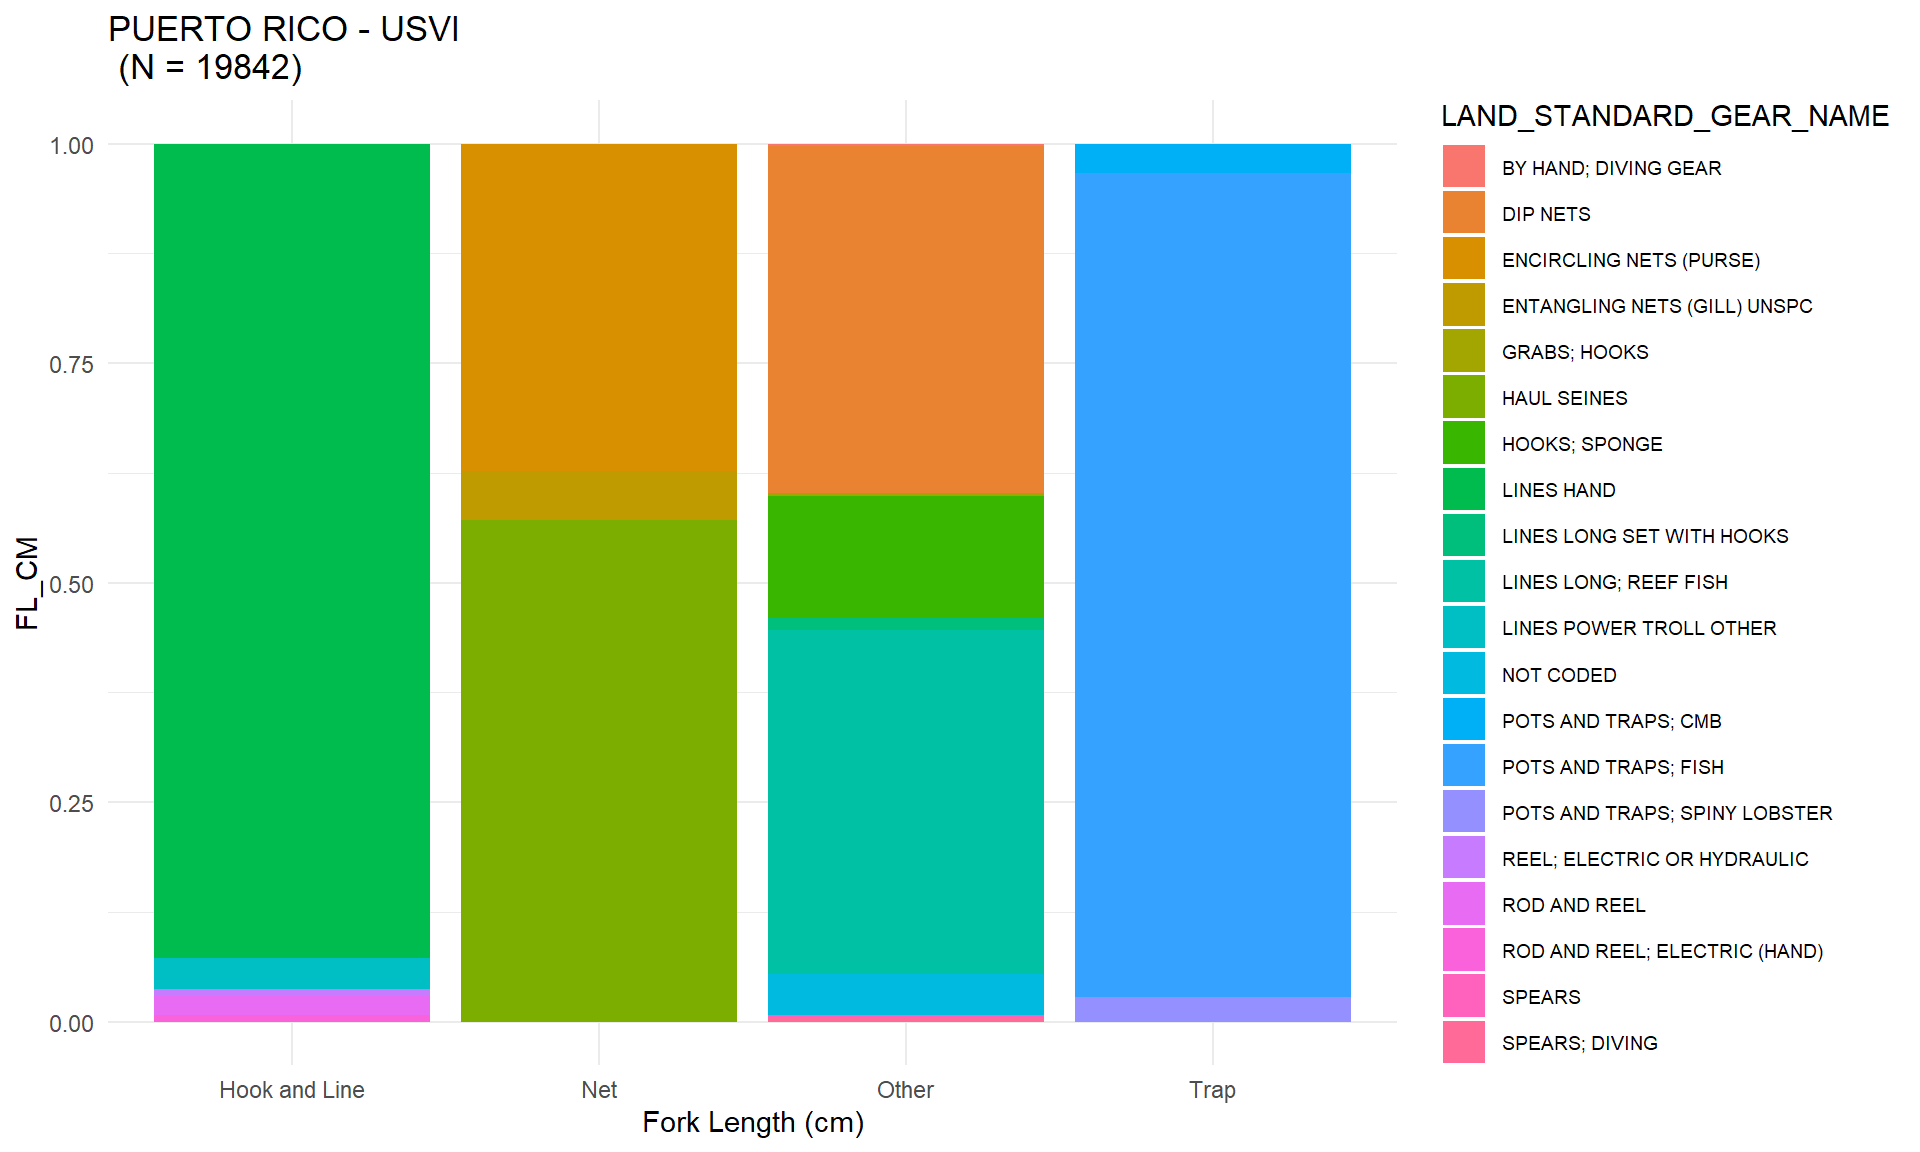 PUERTO RICO - USVI
(N = 19842)
FL_CM
1.00
0.75
0.50
0.25
0.00
Hook and Line
Net
Other
Trap
Fork Length (cm)
LAND_STANDARD_GEAR_NAME
BY HAND; DIVING GEAR
DIP NETS
ENCIRCLING NETS (PURSE)
ENTANGLING NETS (GILL) UNSPC
GRABS; HOOKS
HAUL SEINES
HOOKS; SPONGE
LINES HAND
LINES LONG SET WITH HOOKS
LINES LONG; REEF FISH
LINES POWER TROLL OTHER
NOT CODED
POTS AND TRAPS; CMB
POTS AND TRAPS; FISH
POTS AND TRAPS; SPINY LOBSTER
REEL; ELECTRIC OR HYDRAULIC
ROD AND REEL
ROD AND REEL; ELECTRIC (HAND)
SPEARS
SPEARS; DIVING